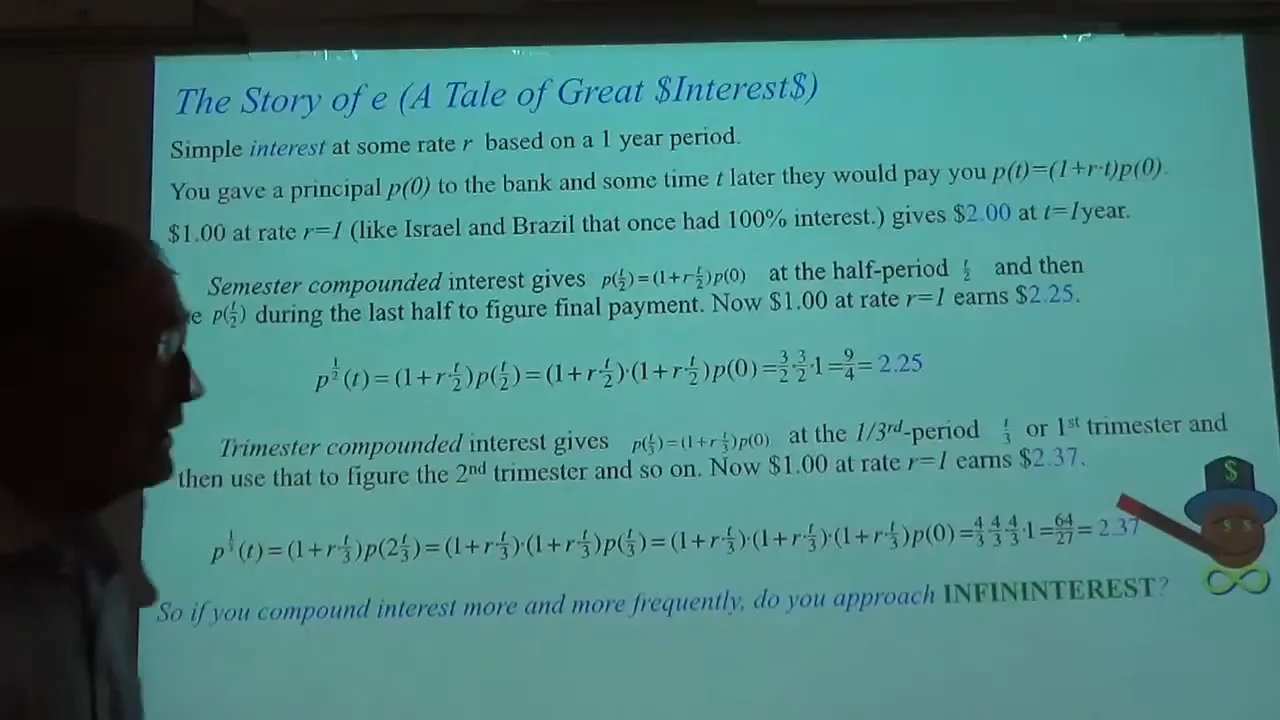 The Story of e (A Tale of Great $Interest$)
Simple interest at some rate r based on a 1 year period.
You gave a principal p(0) to the bank and some time t later they would pay you p(t)=(1+r·t)p(0).
$1.00 at rate r=1 (like Israel and Brazil that once had 100% interest.) gives $2.00 at t=1year.
Semester compounded interest gives p(t/2)=(1+r·t/2)p(0) at the half-period t/2 and then
e p(t/2) during the last half to figure final payment. Now $1.00 at rate r=1 earns $2.25.
p^1/2(t)=(1+r·t/2)p(t/2)=(1+r·t/2)·(1+r·t/2)p(0)=3/2·3/2·1=9/4=2.25
Trimester compounded interest gives p(t/3)=(1+r·t/3)p(0) at the 1/3rd-period t/3 or 1st trimester and
then use that to figure the 2nd trimester and so on. Now $1.00 at rate r=1 earns $2.37.
p^1/3(t)=(1+r·t/3)p(2t/3)=(1+r·t/3)·(1+r·t/3)p(t/3)=(1+r·t/3)·(1+r·t/3)·(1+r·t/3)p(0)=4/3·4/3·4/3·1=64/27=2.37
$
$ $
So if you compound interest more and more frequently, do you approach INFININTEREST?
∞